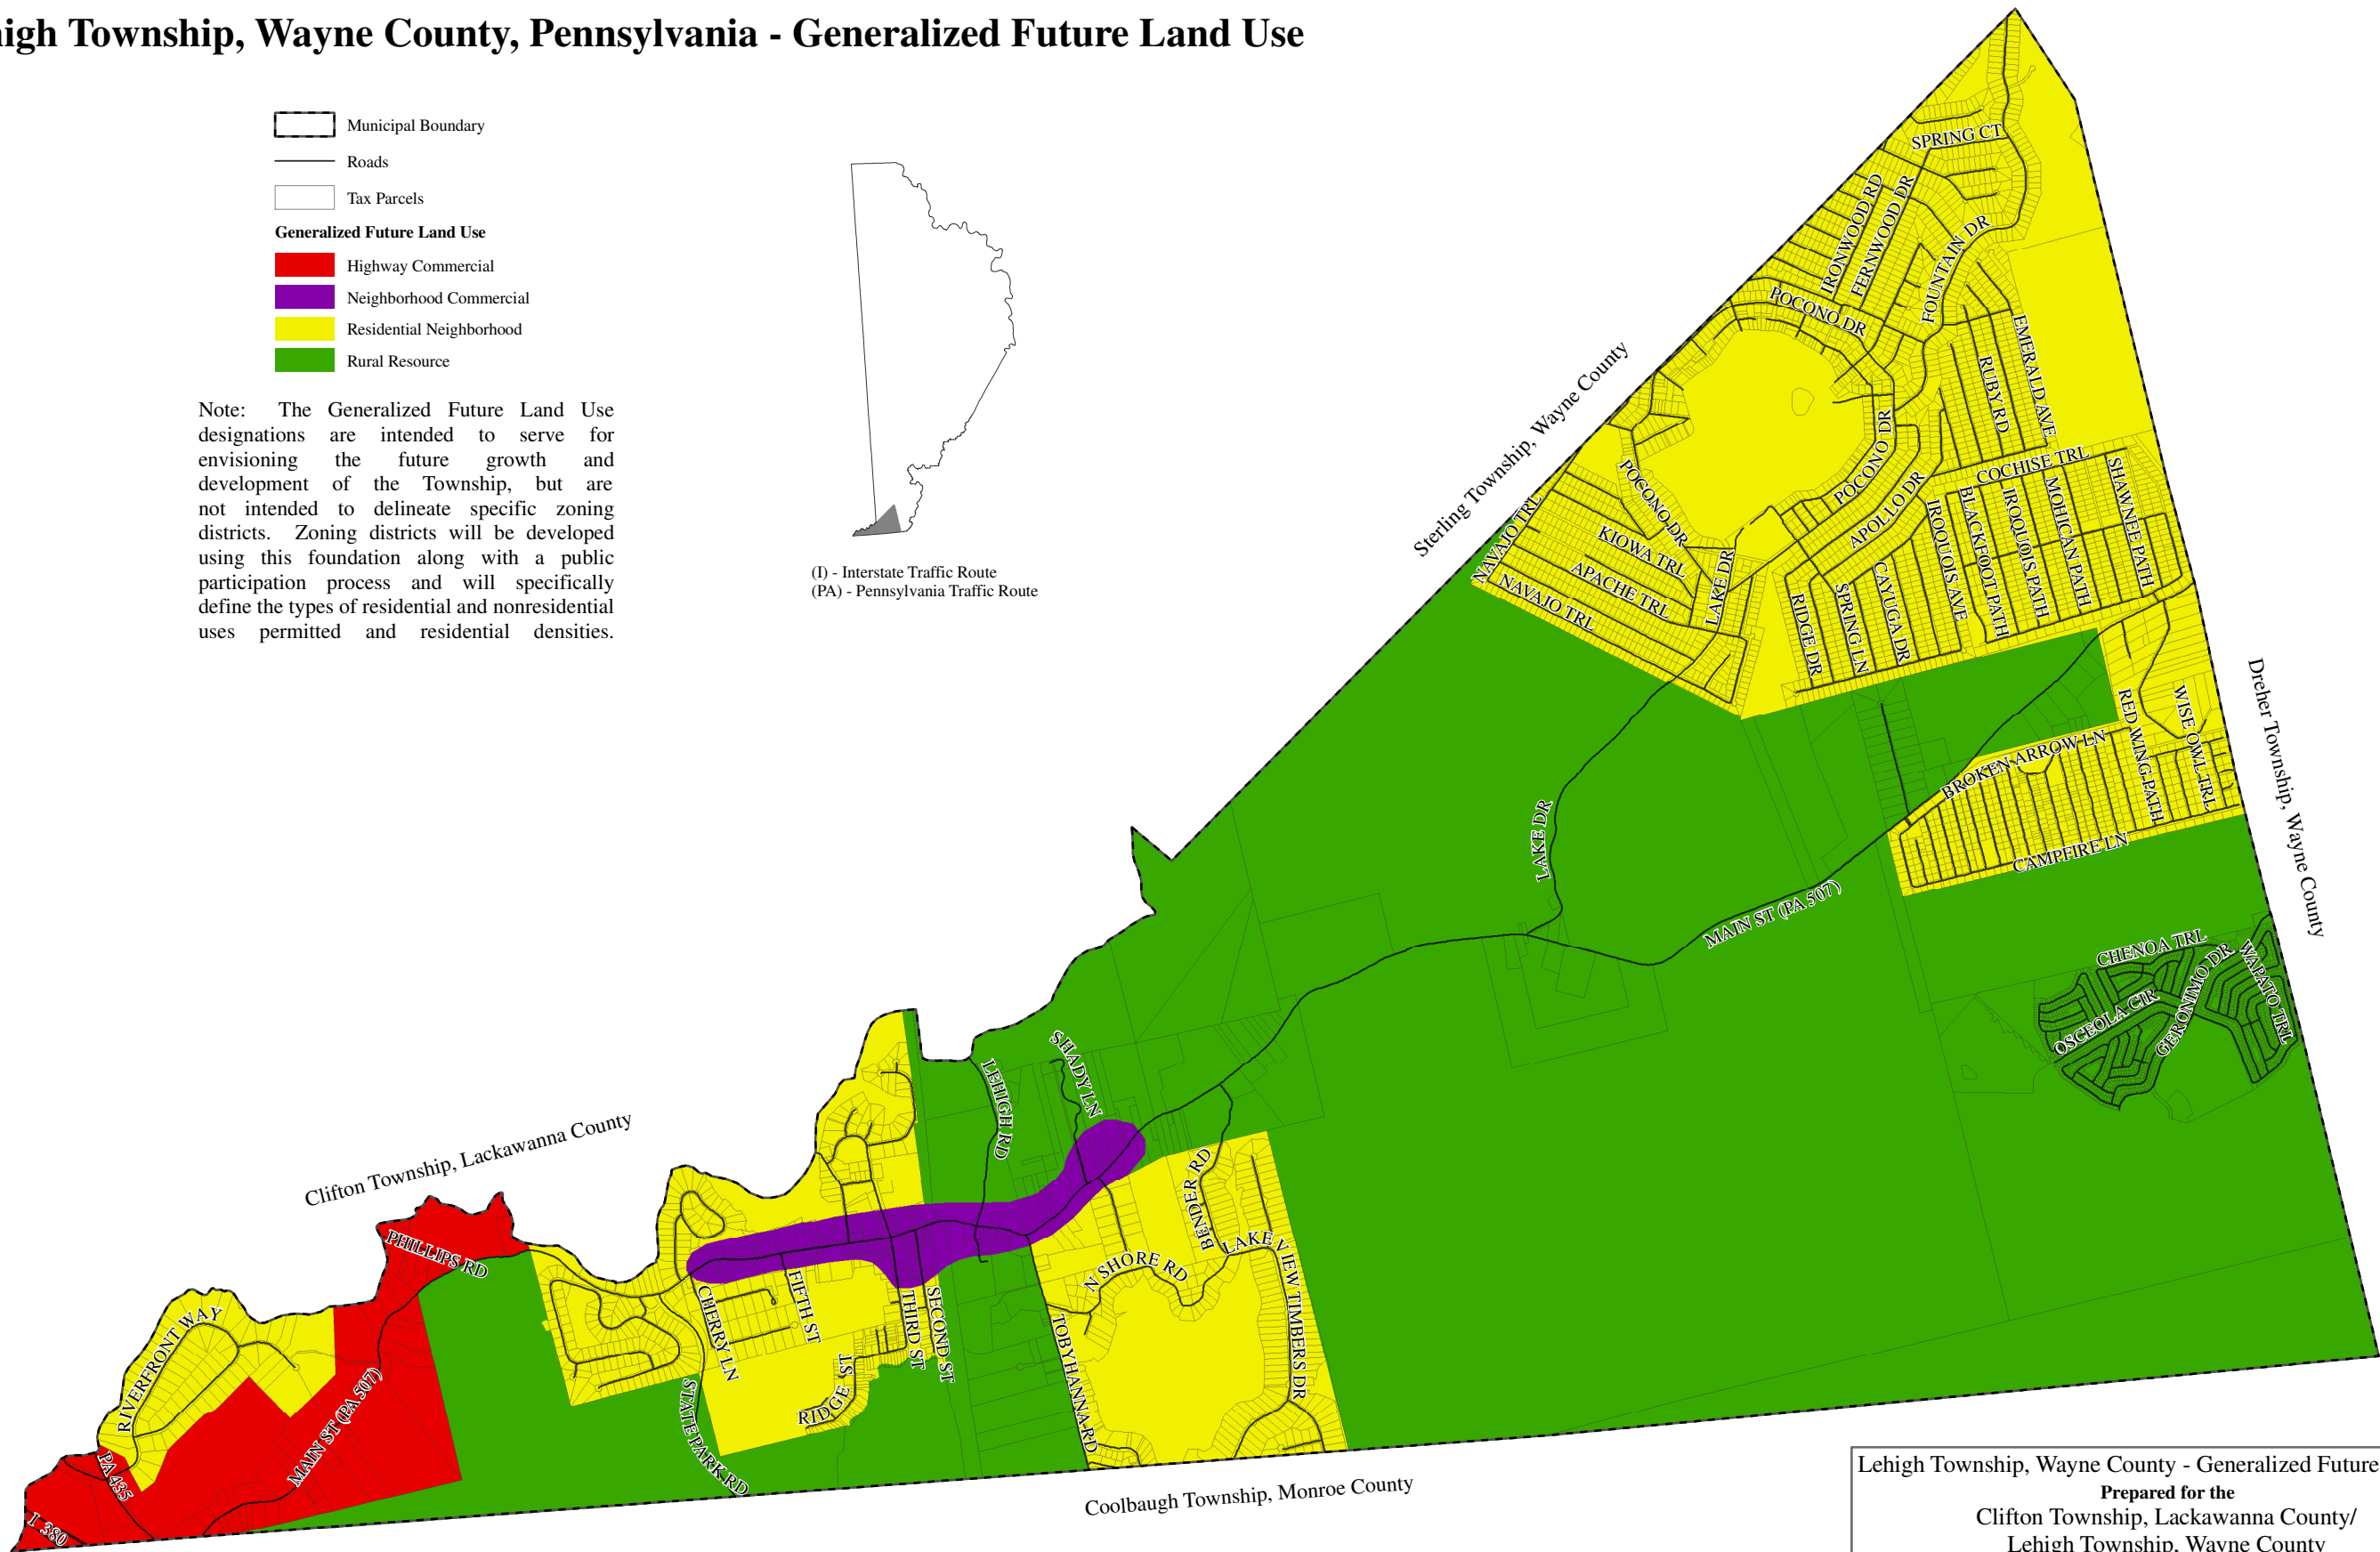 igh Township, Wayne County, Pennsylvania - Generalized Future Land Use
Municipal Boundary
Roads
Tax Parcels
Generalized Future Land Use
Highway Commercial
Neighborhood Commercial
Residential Neighborhood
Rural Resource
Note: The Generalized Future Land Use
designations are intended to serve for
envisioning the future growth and
development of the Township, but are
not intended to delineate specific zoning
districts. Zoning districts will be developed
using this foundation along with a public
participation process and will specifically
define the types of residential and nonresidential
uses permitted and residential densities.
(I) - Interstate Traffic Route
(PA) - Pennsylvania Traffic Route
Sterling Township, Wayne County
Dreher Township, Wayne County
Clifton Township, Lackawanna County
Coolbaugh Township, Monroe County
SPRING CT
IRONWOOD RD
FERNWOOD DR
FOUNTAIN DR
POCONO DR
EMERALD AVE
RUBY RD
POCONO DR
COCHISE TRL
SHAWNEE PATH
POCONO DR
APOLLO DR
MOHICAN PATH
IROQUOIS PATH
BLACKFOOT PATH
IROQUOIS AVE
NAVAJO TRL
KIOWA TRL
APACHE TRL
NAVAJO TRL
LAKE DR
RIDGE DR
SPRING LN
CAYUGA DR
RED WING PATH
WISE OWL TRL
BROKEN ARROW LN
CAMPFIRE LN
LAKE DR
MAIN ST (PA 507)
CHENOA TRL
OSCEOLA CIR
GERONIMO DR
WAPATO TRL
LEHIGH RD
SHADY LN
BENDER RD
LAKE VIEW TIMBERS DR
N SHORE RD
TOBYHANNA RD
SECOND ST
THIRD ST
FIFTH ST
CHERRY LN
RIDGE ST
STATE PARK RD
PHILLIPS RD
RIVERFRONT WAY
MAIN ST (PA 507)
PA 435
I 380
Lehigh Township, Wayne County - Generalized Future
Prepared for the
Clifton Township, Lackawanna County/
Lehigh Township, Wayne County